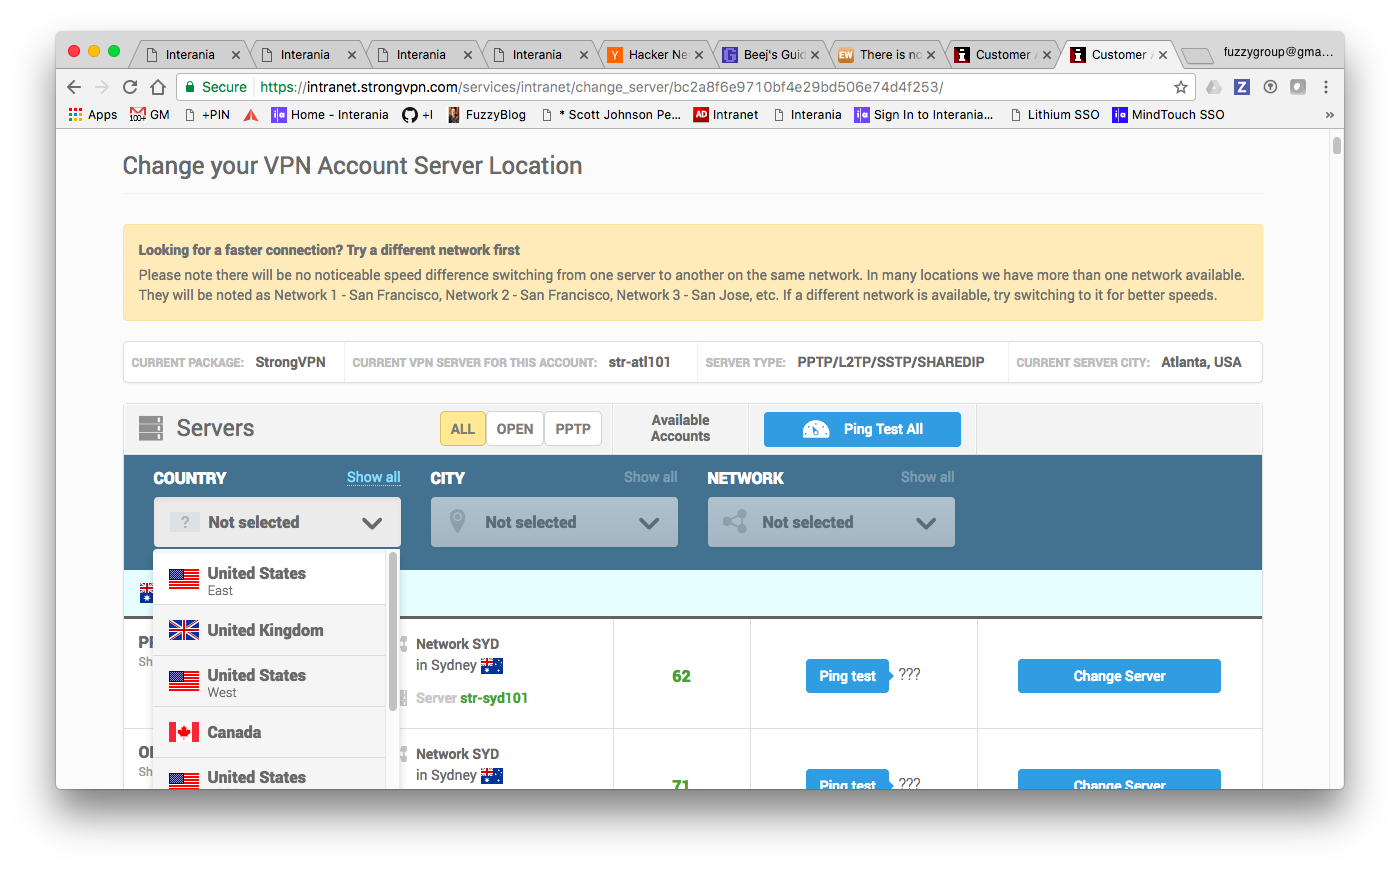 Interania
Interania
Interania
Interania
Hacker Ne
Beej's Guid
There is no
Customer
Customer
fuzzygroup@gma...
Secure
https://intranet.strongvpn.com/services/intranet/change_server/bc2a8f6e9710bf4e29bd506e74d4f253/
Apps
100+ GM
+PIN
Home - Interania
+I
FuzzyBlog
* Scott Johnson Pe...
AD Intranet
Interania
Sign In to Interania...
Lithium SSO
MindTouch SSO
»
Change your VPN Account Server Location
Looking for a faster connection? Try a different network first
Please note there will be no noticeable speed difference switching from one server to another on the same network. In many locations we have more than one network available.
They will be noted as Network 1 - San Francisco, Network 2 - San Francisco, Network 3 - San Jose, etc. If a different network is available, try switching to it for better speeds.
CURRENT PACKAGE: StrongVPN
CURRENT VPN SERVER FOR THIS ACCOUNT: str-atl101
SERVER TYPE: PPTP/L2TP/SSTP/SHAREDIP
CURRENT SERVER CITY: Atlanta, USA
Servers
ALL
OPEN
PPTP
Available
Accounts
Ping Test All
COUNTRY
Show all
CITY
Show all
NETWORK
Show all
? Not selected
Not selected
Not selected
United States
East
United Kingdom
United States
West
Canada
United States
Sh
Network SYD
in Sydney
Server str-syd101
62
Ping test
???
Change Server
Sh
Network SYD
in Sydney
71
Ping test
???
Change Server